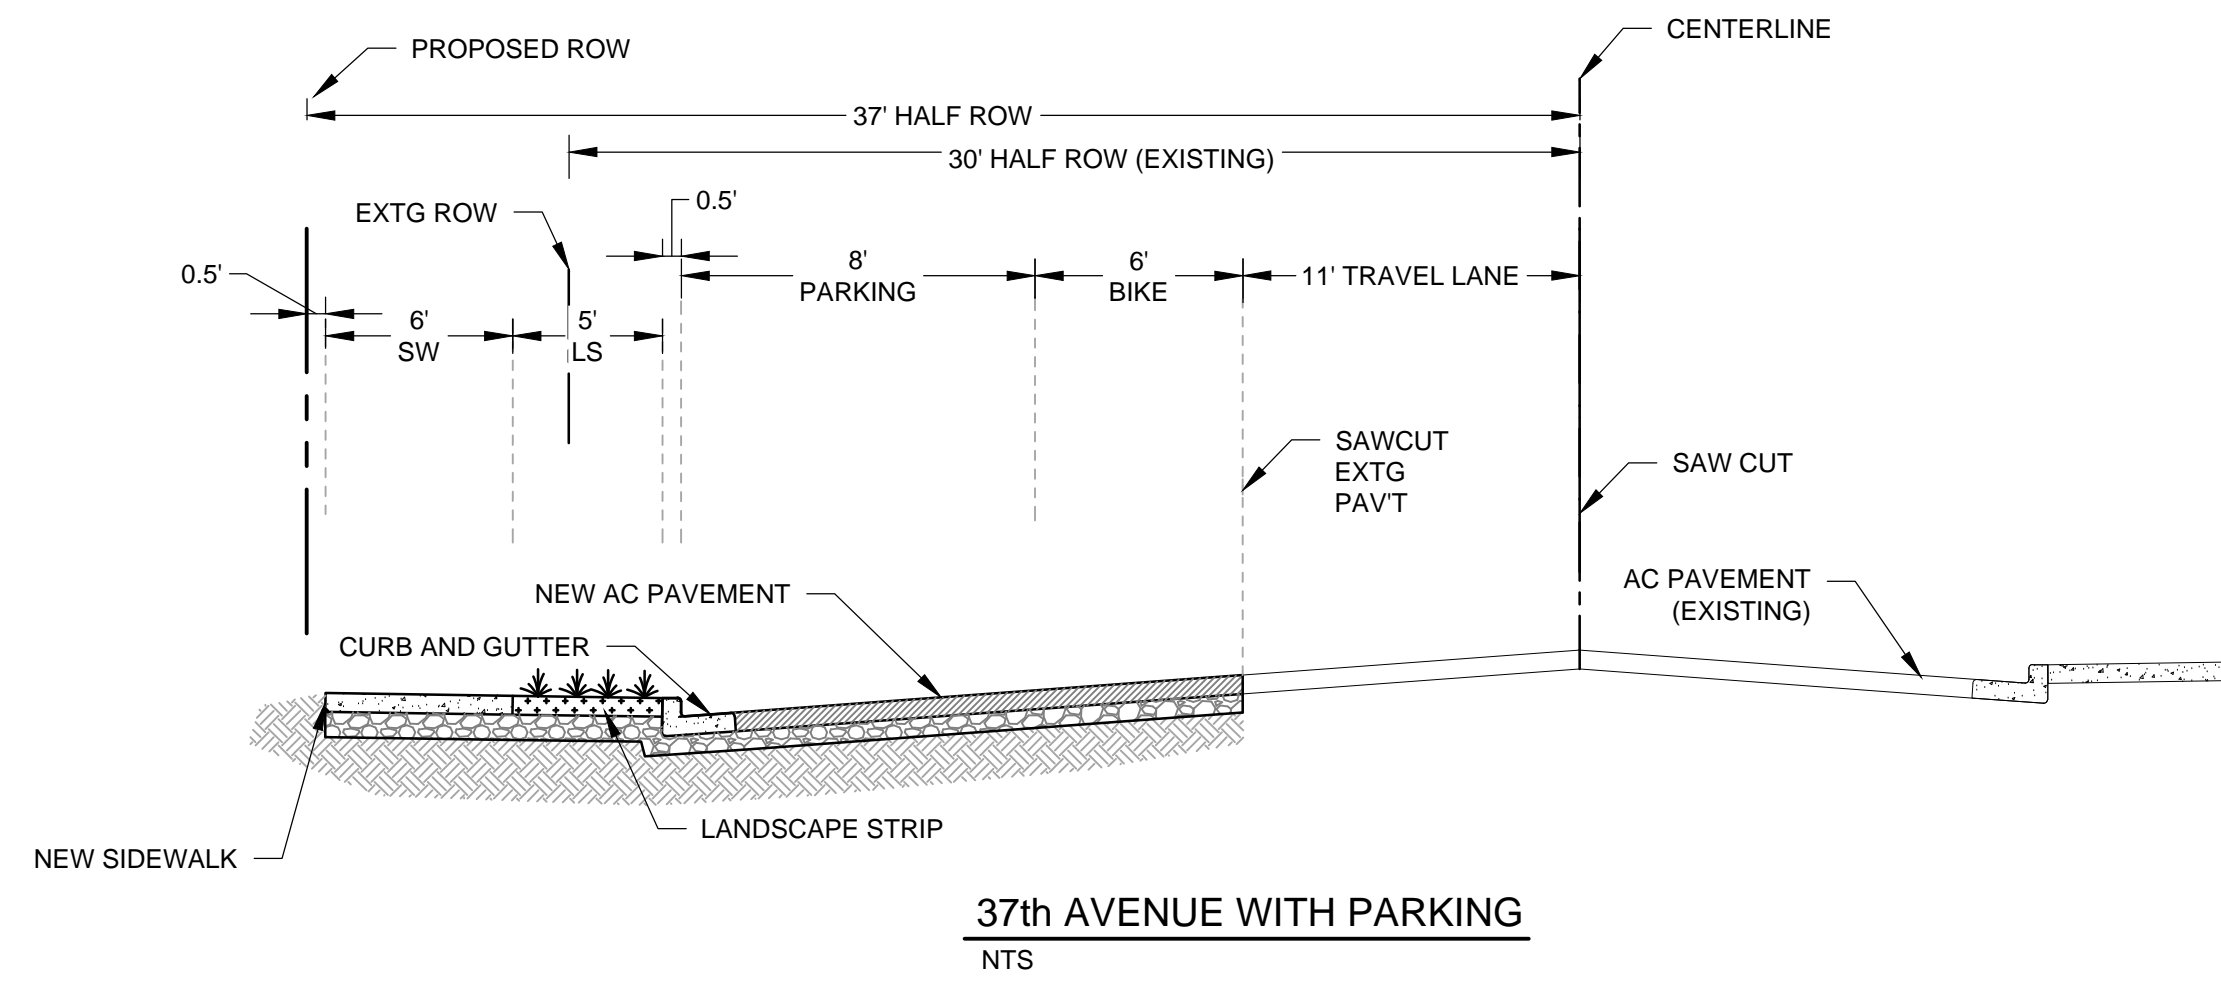 PROPOSED ROW
CENTERLINE
37' HALF ROW
30' HALF ROW (EXISTING)
0.5'
EXTG ROW
0.5'
8'
PARKING
6'
BIKE
11' TRAVEL LANE
6'
SW
5'
LS
SAWCUT
EXTG
PAV'T
SAW CUT
NEW AC PAVEMENT
AC PAVEMENT
(EXISTING)
CURB AND GUTTER
LANDSCAPE STRIP
NEW SIDEWALK
37th AVENUE WITH PARKING
NTS